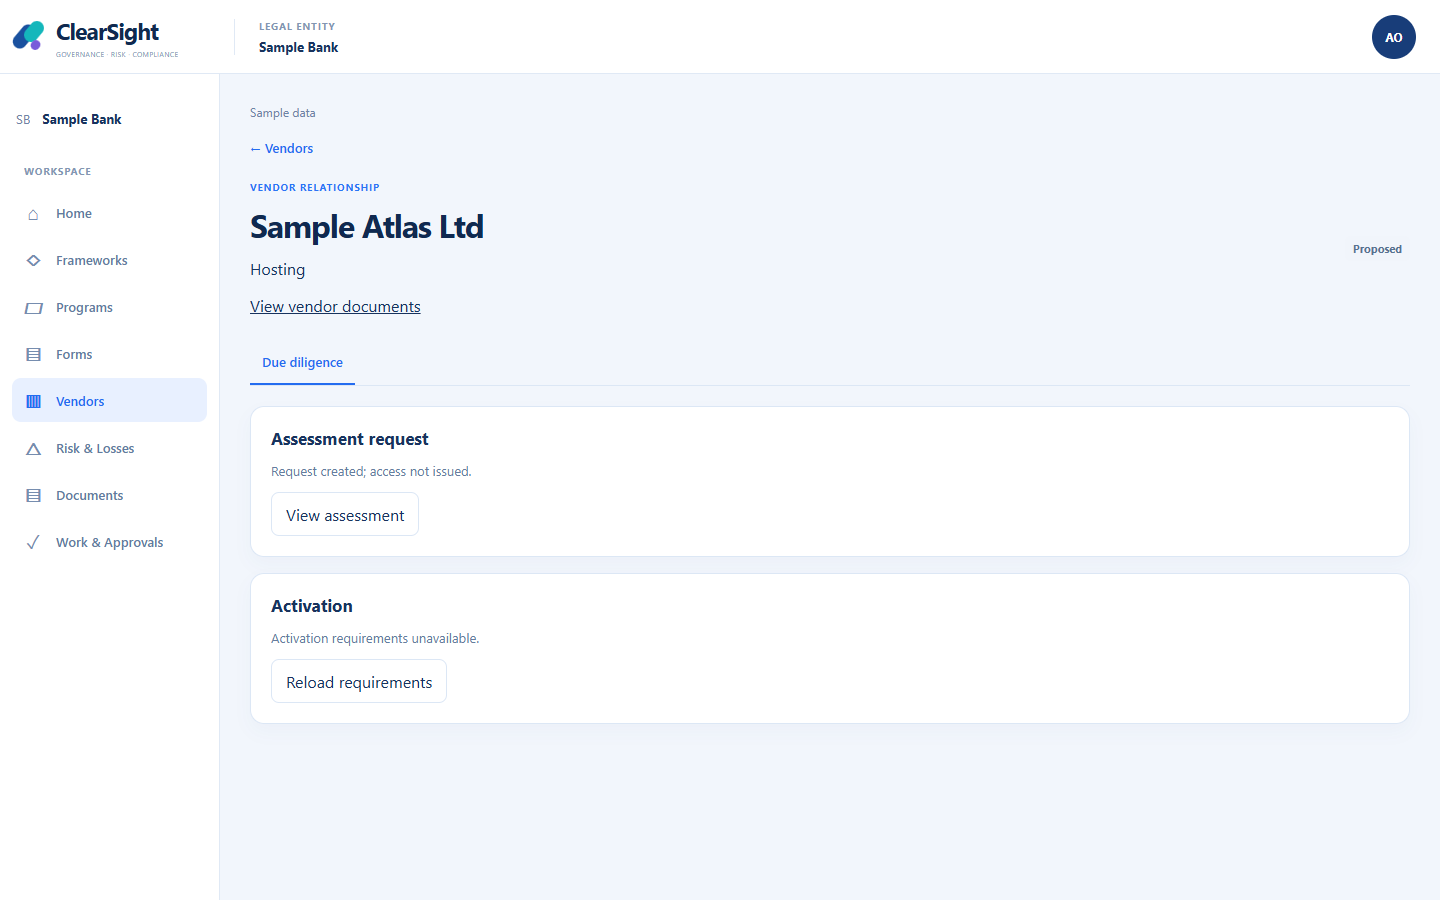 ClearSight
GOVERNANCE · RISK · COMPLIANCE
LEGAL ENTITY
Sample Bank
AO
SB Sample Bank
WORKSPACE
Home
Frameworks
Programs
Forms
Vendors
Risk & Losses
Documents
Work & Approvals
Sample data
← Vendors
VENDOR RELATIONSHIP
Sample Atlas Ltd
Proposed
Hosting
View vendor documents
Due diligence
Assessment request
Request created; access not issued.
View assessment
Activation
Activation requirements unavailable.
Reload requirements